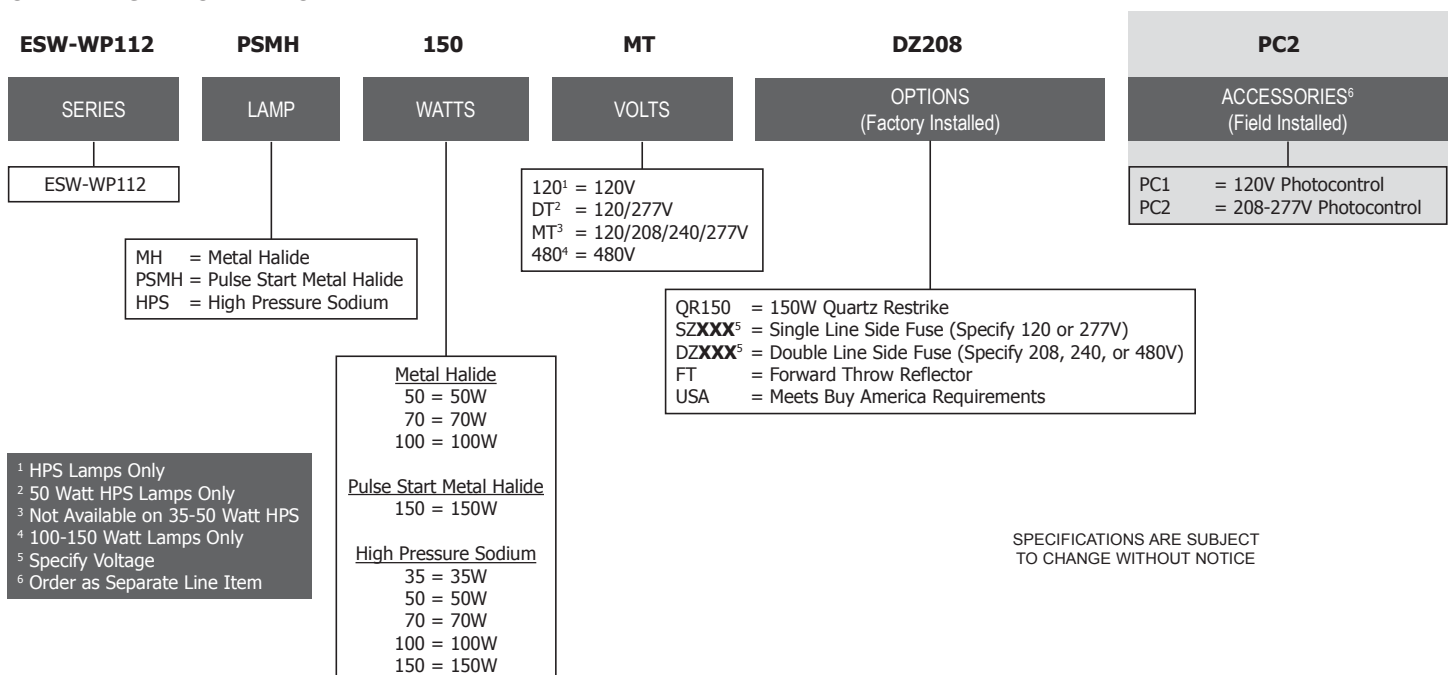 ESW-WP112 PSMH 150 MT DZ208 PC2
SERIES
LAMP
WATTS
VOLTS
OPTIONS
(Factory Installed)
ACCESSORIES⁶
(Field Installed)
ESW-WP112
MH = Metal Halide
PSMH = Pulse Start Metal Halide
HPS = High Pressure Sodium
Metal Halide
50 = 50W
70 = 70W
100 = 100W
Pulse Start Metal Halide
150 = 150W
High Pressure Sodium
35 = 35W
50 = 50W
70 = 70W
100 = 100W
150 = 150W
120¹ = 120V
DT² = 120/277V
MT³ = 120/208/240/277V
480⁴ = 480V
QR150 = 150W Quartz Restrike
SZXXX⁵ = Single Line Side Fuse (Specify 120 or 277V)
DZXXX⁵ = Double Line Side Fuse (Specify 208, 240, or 480V)
FT = Forward Throw Reflector
USA = Meets Buy America Requirements
PC1 = 120V Photocontrol
PC2 = 208-277V Photocontrol
¹ HPS Lamps Only
² 50 Watt HPS Lamps Only
³ Not Available on 35-50 Watt HPS
⁴ 100-150 Watt Lamps Only
⁵ Specify Voltage
⁶ Order as Separate Line Item
SPECIFICATIONS ARE SUBJECT
TO CHANGE WITHOUT NOTICE